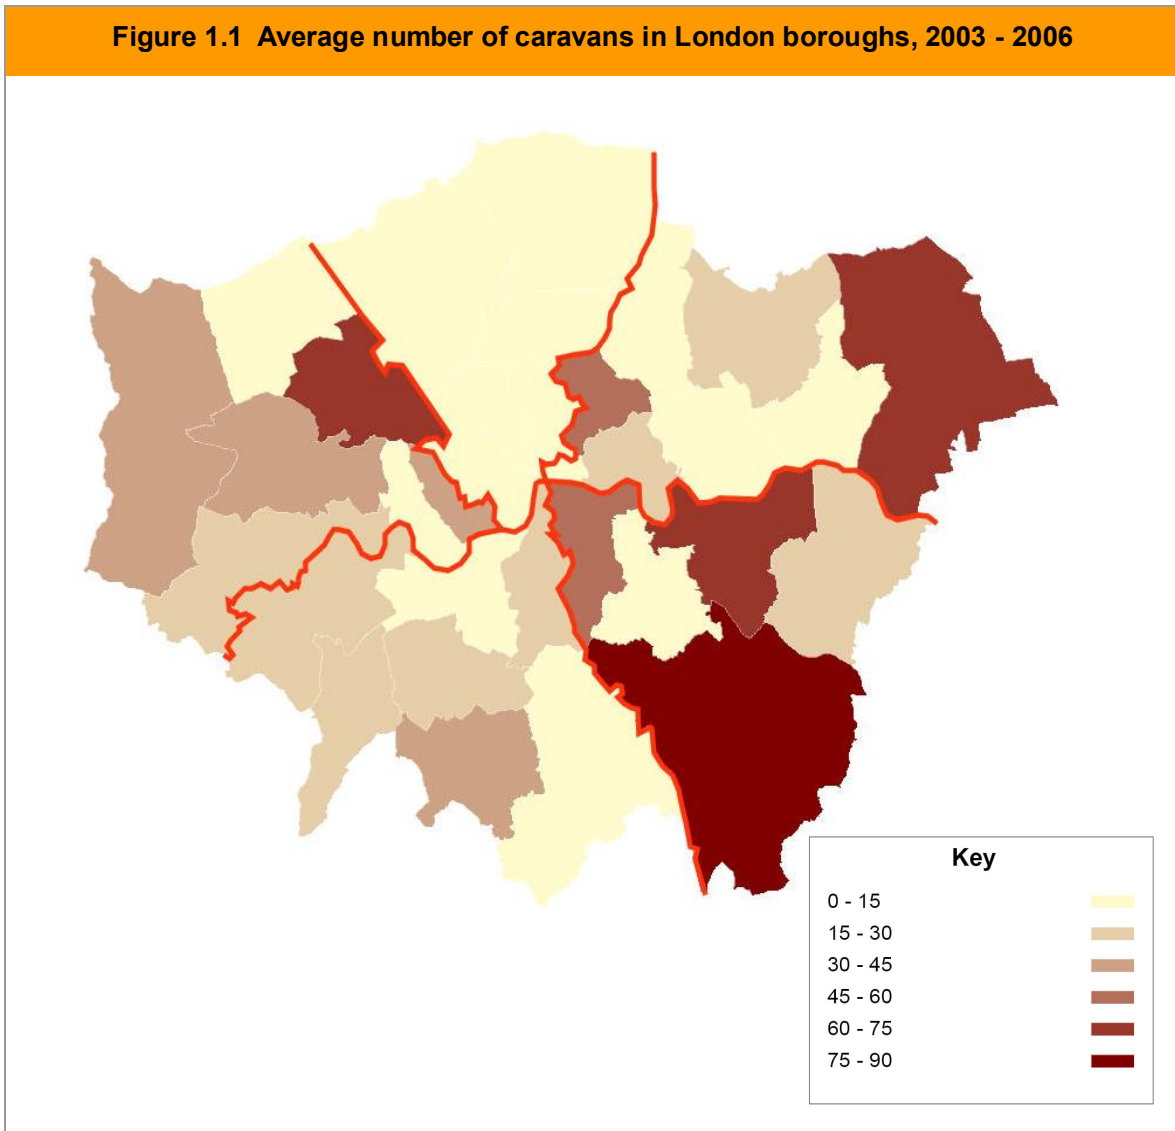 Figure 1.1 Average number of caravans in London boroughs, 2003 - 2006
Key
0 - 15
15 - 30
30 - 45
45 - 60
60 - 75
75 - 90